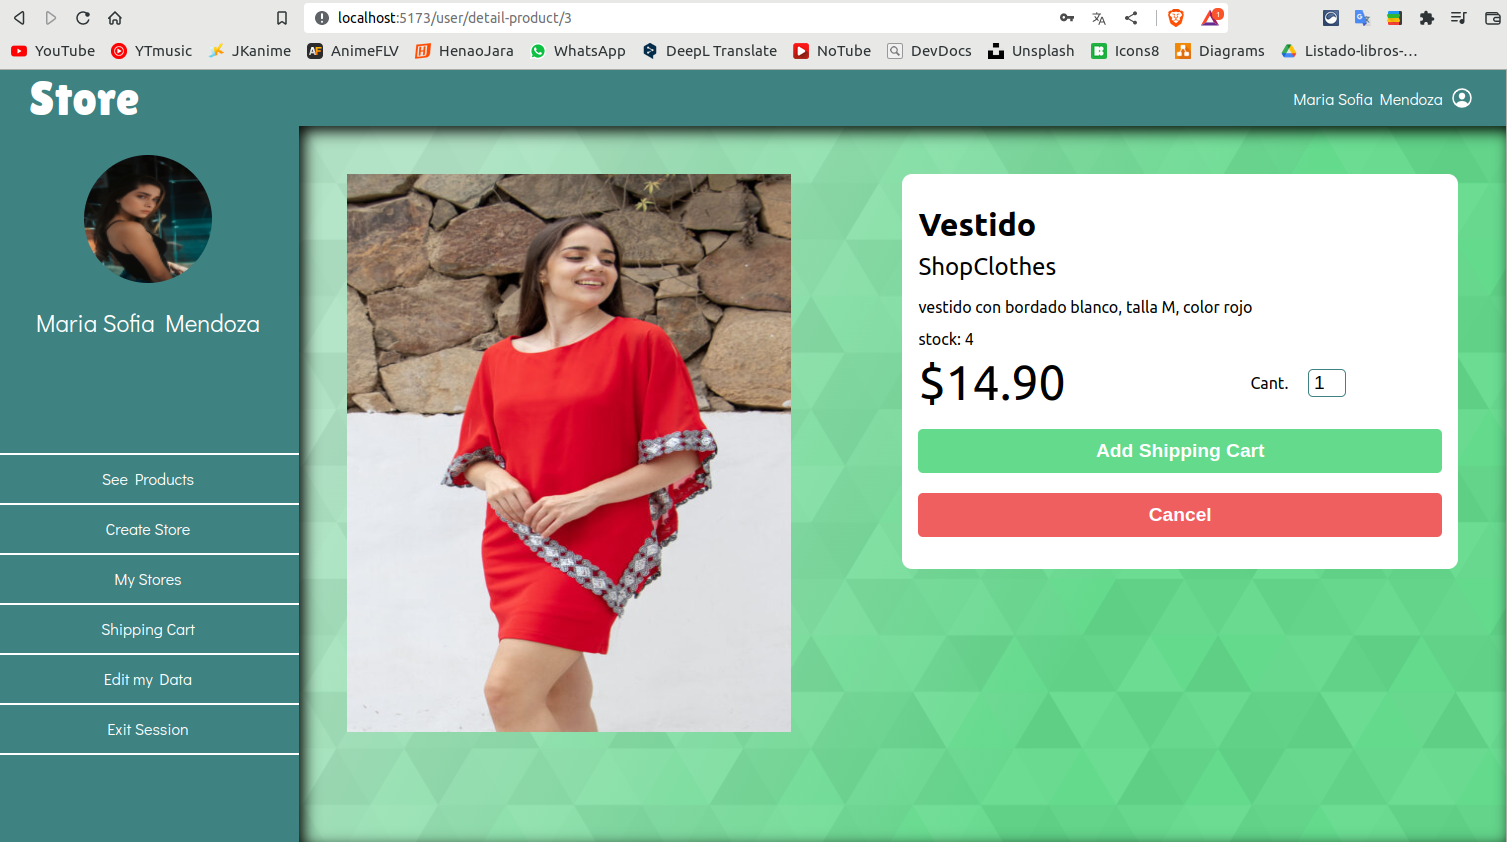 localhost:5173/user/detail-product/3
1
YouTube YTmusic JKanime AnimeFLV HenaoJara WhatsApp DeepL Translate NoTube DevDocs Unsplash Icons8 Diagrams Listado-libros-…
Store
Maria Sofia Mendoza
Maria Sofia Mendoza
See Products
Create Store
My Stores
Shipping Cart
Edit my Data
Exit Session
Vestido
ShopClothes
vestido con bordado blanco, talla M, color rojo
stock: 4
$14.90 Cant. 1
Add Shipping Cart
Cancel